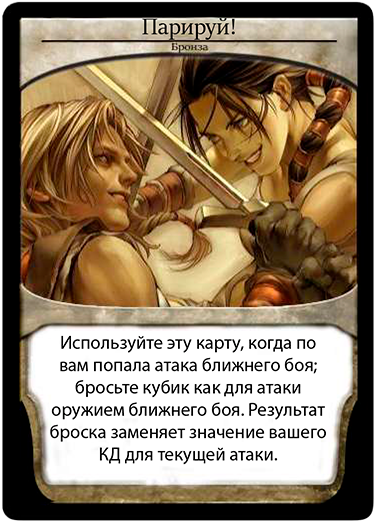 Парируй!
Бронза
Используйте эту карту, когда по
вам попала атака ближнего боя;
бросьте кубик как для атаки
оружием ближнего боя. Результат
броска заменяет значение вашего
КД для текущей атаки.